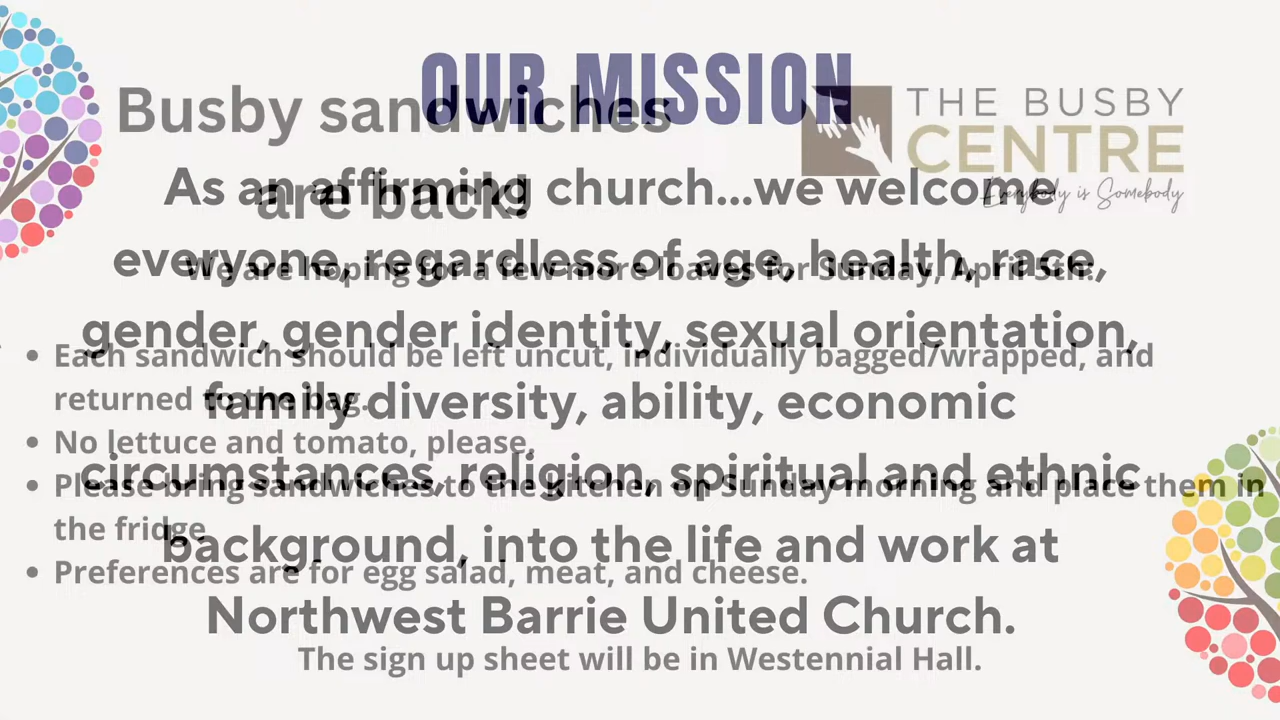 OUR MISSION
As an affirming church...we welcome
everyone, regardless of age, health, race,
gender, gender identity, sexual orientation,
family diversity, ability, economic
circumstances, religion, spiritual and ethnic
background, into the life and work at
Northwest Barrie United Church.
Busby sandwiches
are back!
THE BUSBY
CENTRE
Everybody is Somebody
We are hoping for a few more loaves for Sunday, April 5th.
• Each sandwich should be left uncut, individually bagged/wrapped, and
returned to the bag.
• No lettuce and tomato, please.
• Please bring sandwiches to the kitchen on Sunday morning and place them in
the fridge.
• Preferences are for egg salad, meat, and cheese.
The sign up sheet will be in Westennial Hall.